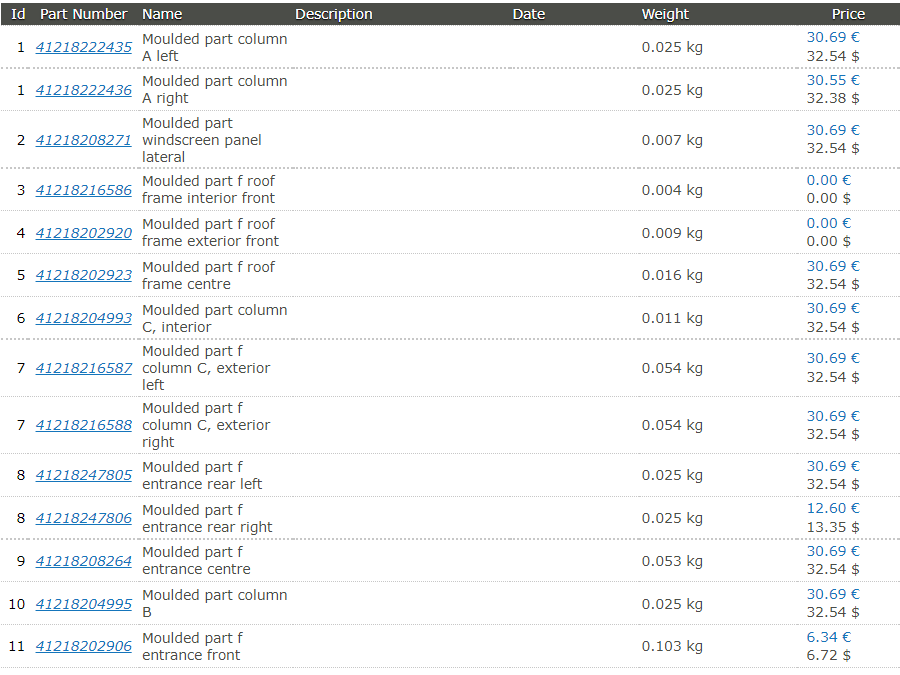 Id Part Number Name Description Date Weight Price
1 41218222435 Moulded part column A left 0.025 kg 30.69 € 32.54 $
1 41218222436 Moulded part column A right 0.025 kg 30.55 € 32.38 $
2 41218208271 Moulded part windscreen panel lateral 0.007 kg 30.69 € 32.54 $
3 41218216586 Moulded part f roof frame interior front 0.004 kg 0.00 € 0.00 $
4 41218202920 Moulded part f roof frame exterior front 0.009 kg 0.00 € 0.00 $
5 41218202923 Moulded part f roof frame centre 0.016 kg 30.69 € 32.54 $
6 41218204993 Moulded part column C, interior 0.011 kg 30.69 € 32.54 $
7 41218216587 Moulded part f column C, exterior left 0.054 kg 30.69 € 32.54 $
7 41218216588 Moulded part f column C, exterior right 0.054 kg 30.69 € 32.54 $
8 41218247805 Moulded part f entrance rear left 0.025 kg 30.69 € 32.54 $
8 41218247806 Moulded part f entrance rear right 0.025 kg 12.60 € 13.35 $
9 41218208264 Moulded part f entrance centre 0.053 kg 30.69 € 32.54 $
10 41218204995 Moulded part column B 0.025 kg 30.69 € 32.54 $
11 41218202906 Moulded part f entrance front 0.103 kg 6.34 € 6.72 $